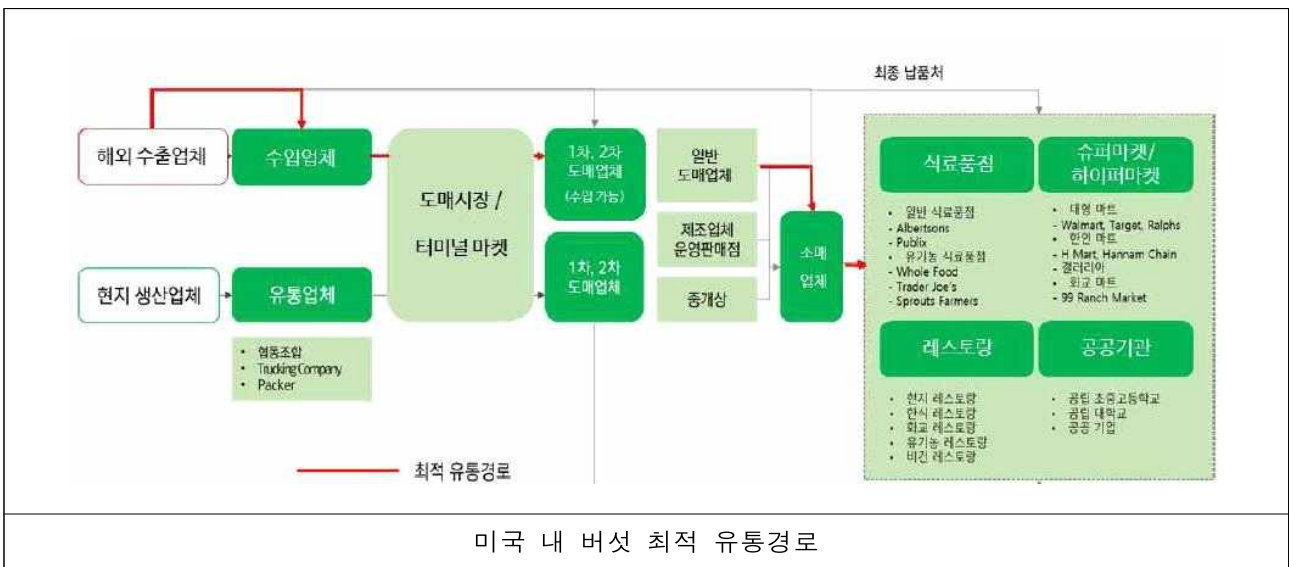 최종 납품처
해외 수출업체
수입업체
도매시장 /
터미널 마켓
1차, 2차
도매업체
(수입 가능)
일반
도매업체
제조업체
운영판매점
중개상
소매
업체
현지 생산업체
유통업체
1차, 2차
도매업체
• 협동조합
• Trucking Company
• Packer
식료품점
• 일반 식료품점
- Albertsons
- Publix
• 유기농 식료품점
- Whole Food
- Trader Joe's
- Sprouts Farmers
슈퍼마켓/
하이퍼마켓
• 대형 마트
- Walmart, Target, Ralphs
• 한인 마트
- H Mart, Hannam Chain
- 갤러리아
• 화교 마트
- 99 Ranch Market
레스토랑
• 현지 레스토랑
• 한식 레스토랑
• 화교 레스토랑
• 유기농 레스토랑
• 비건 레스토랑
공공기관
• 공립 초중고등학교
• 공립 대학교
• 공공 기업
최적 유통경로
미국 내 버섯 최적 유통경로